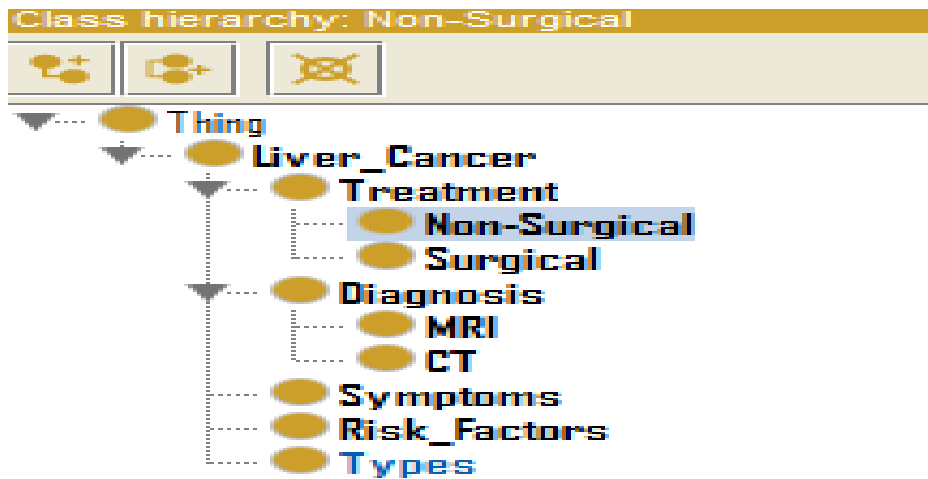 Class hierarchy: Non-Surgical
Thing
Liver_Cancer
Treatment
Non-Surgical
Surgical
Diagnosis
MRI
CT
Symptoms
Risk_Factors
Types